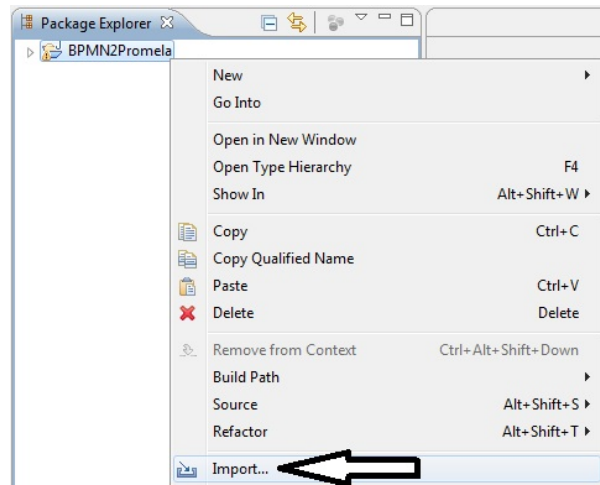 Package Explorer
BPMN2Promela
New
Go Into
Open in New Window
Open Type Hierarchy F4
Show In Alt+Shift+W
Copy Ctrl+C
Copy Qualified Name
Paste Ctrl+V
Delete Delete
Remove from Context Ctrl+Alt+Shift+Down
Build Path
Source Alt+Shift+S
Refactor Alt+Shift+T
Import...